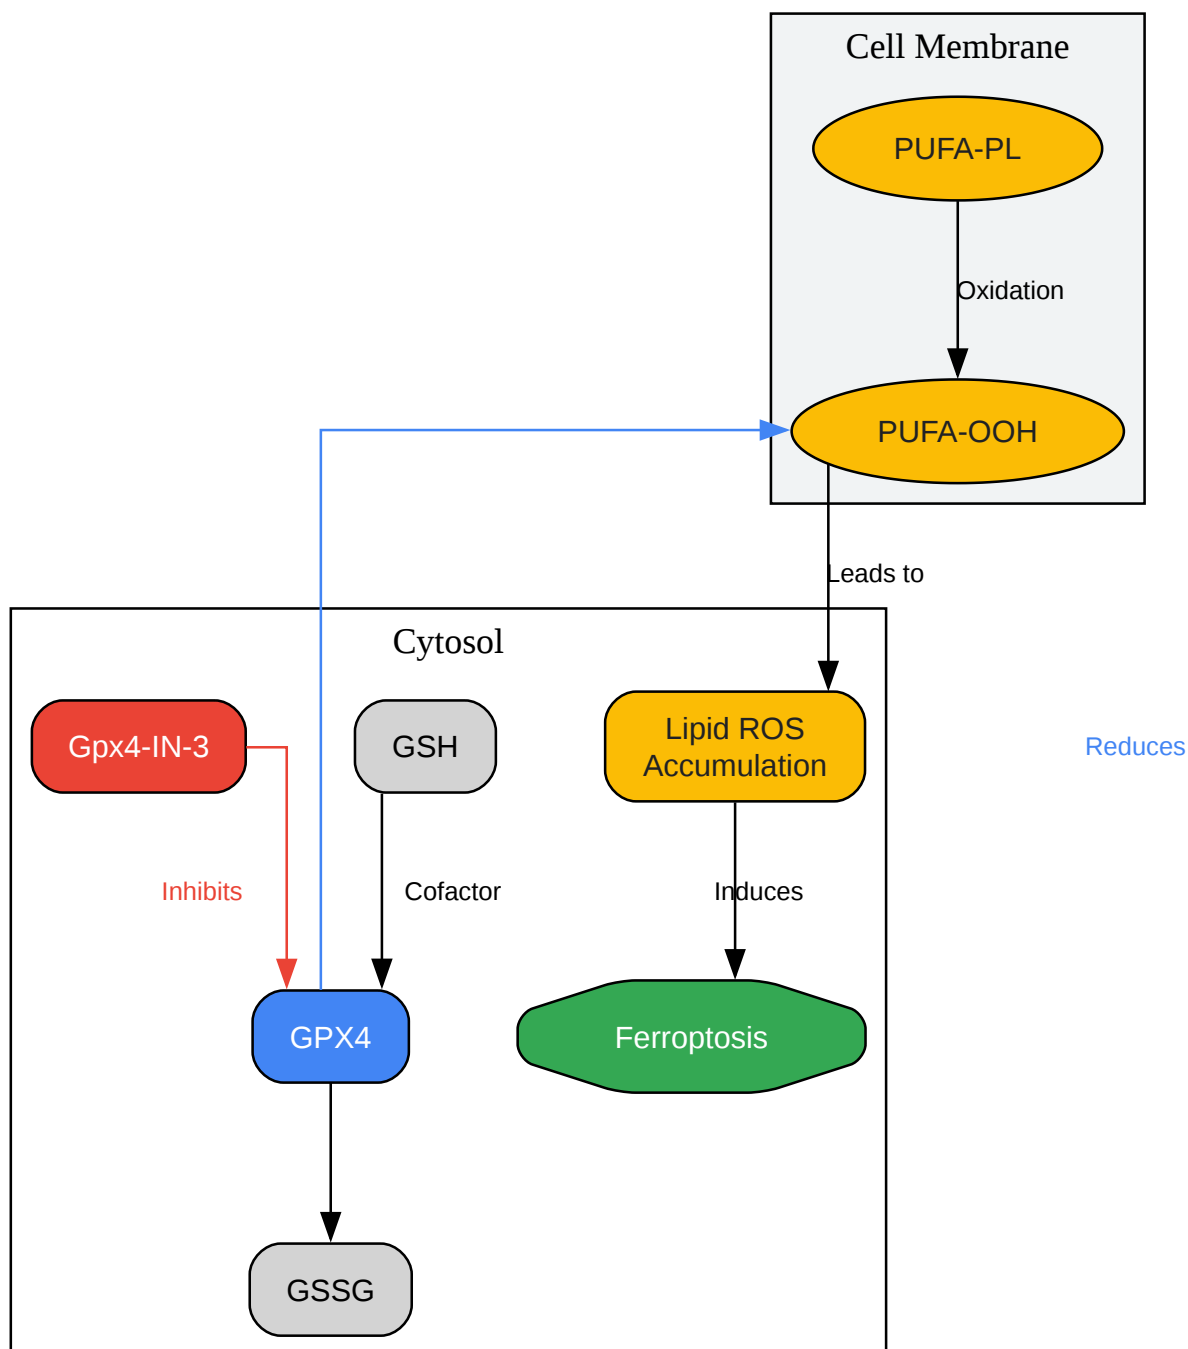 Cell Membrane
PUFA-PL
Oxidation
PUFA-OOH
Leads to
Cytosol
Gpx4-IN-3
GSH
Lipid ROS
Accumulation
Reduces
Inhibits
Cofactor
Induces
GPX4
Ferroptosis
GSSG